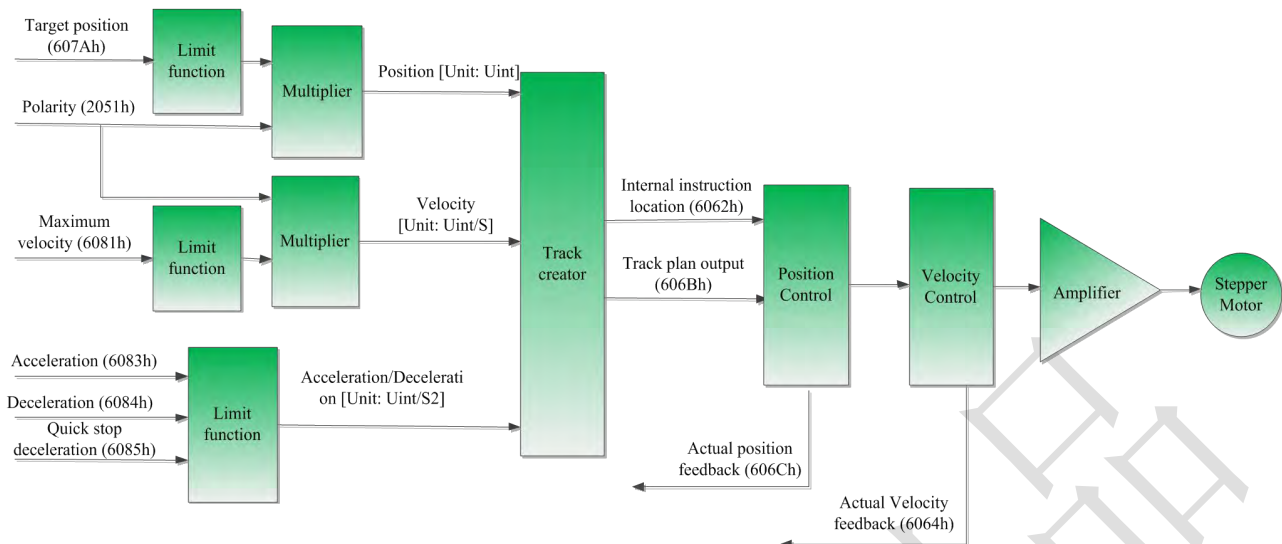 Target position
(607Ah)
Limit
function
Multiplier
Position [Unit: Uint]
Polarity (2051h)
Maximum
velocity (6081h)
Limit
function
Multiplier
Velocity
[Unit: Uint/S]
Track
creator
Internal instruction
location (6062h)
Track plan output
(606Bh)
Position
Control
Velocity
Control
Amplifier
Stepper
Motor
Acceleration (6083h)
Deceleration (6084h)
Quick stop
deceleration (6085h)
Limit
function
Acceleration/Decelerati
on [Unit: Uint/S2]
Actual position
feedback (606Ch)
Actual Velocity
feedback (6064h)